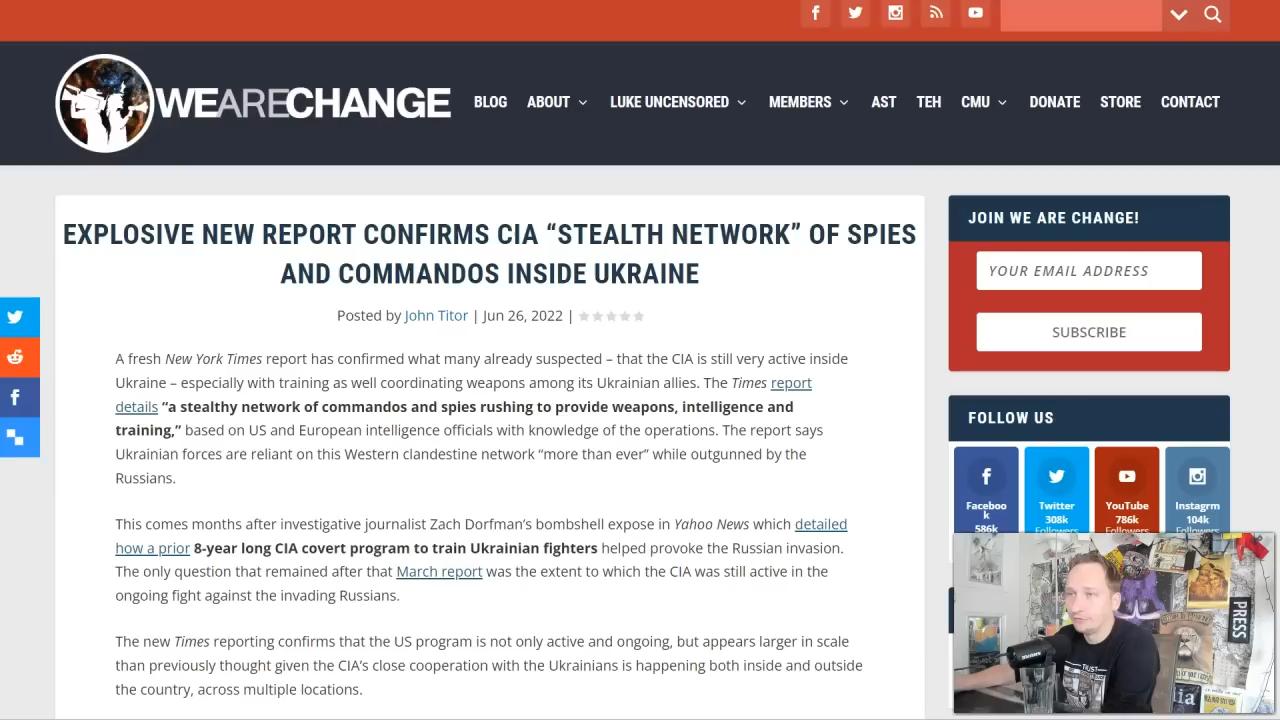 WEARECHANGE
BLOG ABOUT LUKE UNCENSORED MEMBERS AST TEH CMU DONATE STORE CONTACT
EXPLOSIVE NEW REPORT CONFIRMS CIA “STEALTH NETWORK” OF SPIES
AND COMMANDOS INSIDE UKRAINE
Posted by John Titor | Jun 26, 2022 |
A fresh New York Times report has confirmed what many already suspected – that the CIA is still very active inside
Ukraine – especially with training as well coordinating weapons among its Ukrainian allies. The Times report
details “a stealthy network of commandos and spies rushing to provide weapons, intelligence and
training,” based on US and European intelligence officials with knowledge of the operations. The report says
Ukrainian forces are reliant on this Western clandestine network “more than ever” while outgunned by the
Russians.
This comes months after investigative journalist Zach Dorfman’s bombshell expose in Yahoo News which detailed
how a prior 8-year long CIA covert program to train Ukrainian fighters helped provoke the Russian invasion.
The only question that remained after that March report was the extent to which the CIA was still active in the
ongoing fight against the invading Russians.
The new Times reporting confirms that the US program is not only active and ongoing, but appears larger in scale
than previously thought given the CIA’s close cooperation with the Ukrainians is happening both inside and outside
the country, across multiple locations.
JOIN WE ARE CHANGE!
YOUR EMAIL ADDRESS
SUBSCRIBE
FOLLOW US
Faceboo
k
586k
Twitter
308k
Followers
YouTube
786k
Followers
Instagrm
104k
Followers
PRESS
TRUST